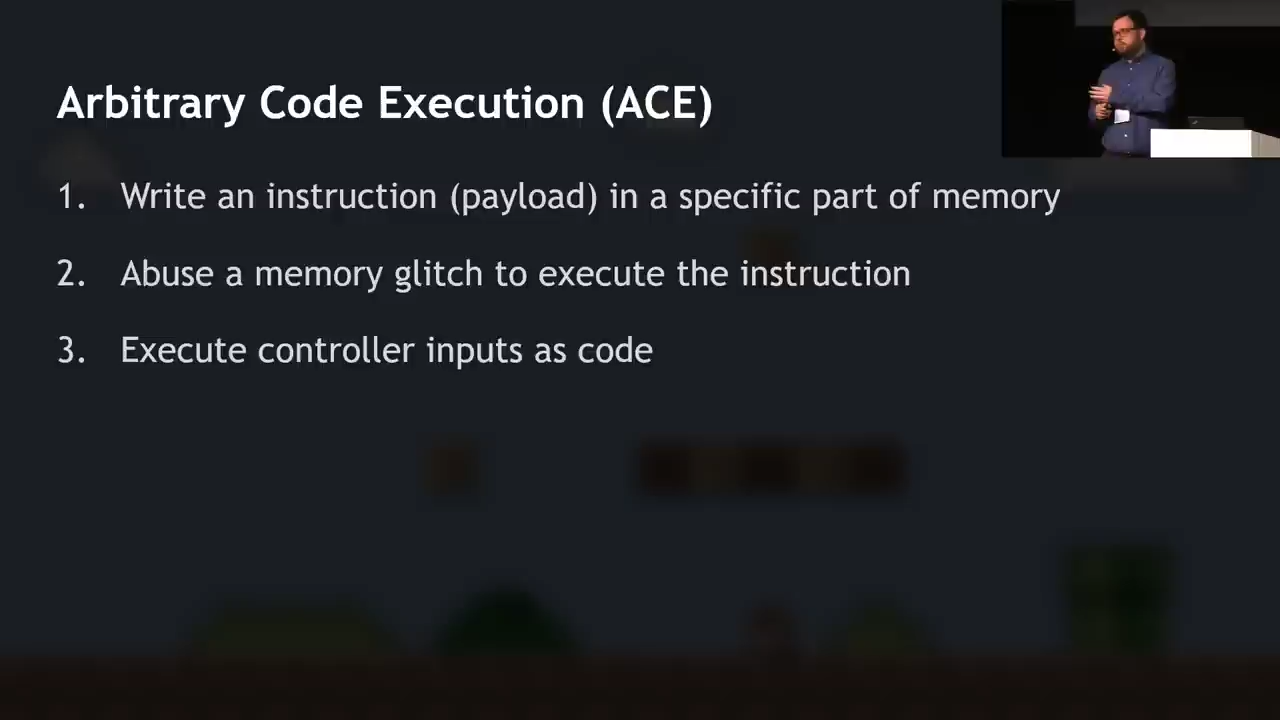 Arbitrary Code Execution (ACE)
1. Write an instruction (payload) in a specific part of memory
2. Abuse a memory glitch to execute the instruction
3. Execute controller inputs as code